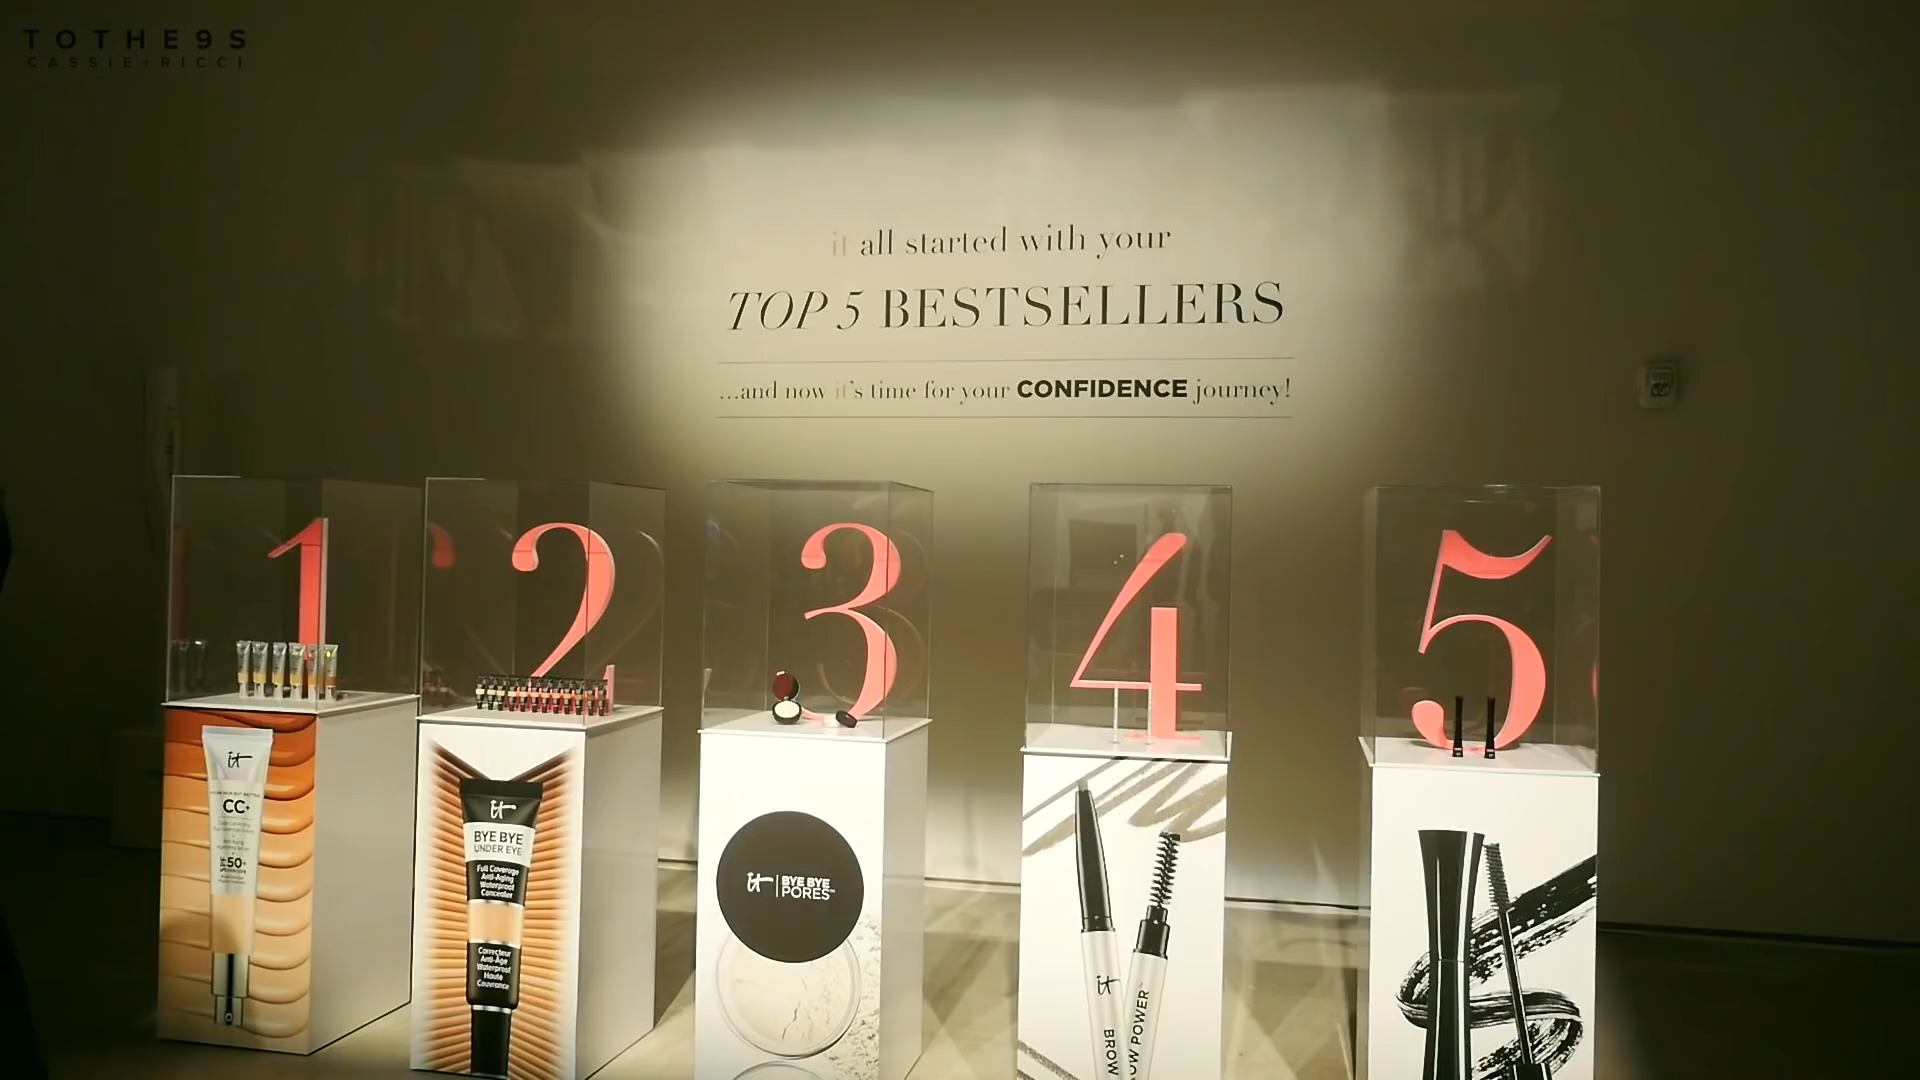 TOTHE9S
CASSIE+RICCI
it all started with your
TOP 5 BESTSELLERS
...and now it's time for your CONFIDENCE journey!
1
2
3
4
5
it
CC+
SPF
50+
it
BYE BYE
UNDER EYE
Full Coverage
Anti-Aging
Waterproof
Concealer
Correcteur
Anti-Âge
Waterproof
Haute
Couvrance
it
BYE BYE
PORES™
it
BROW
BROW POWER